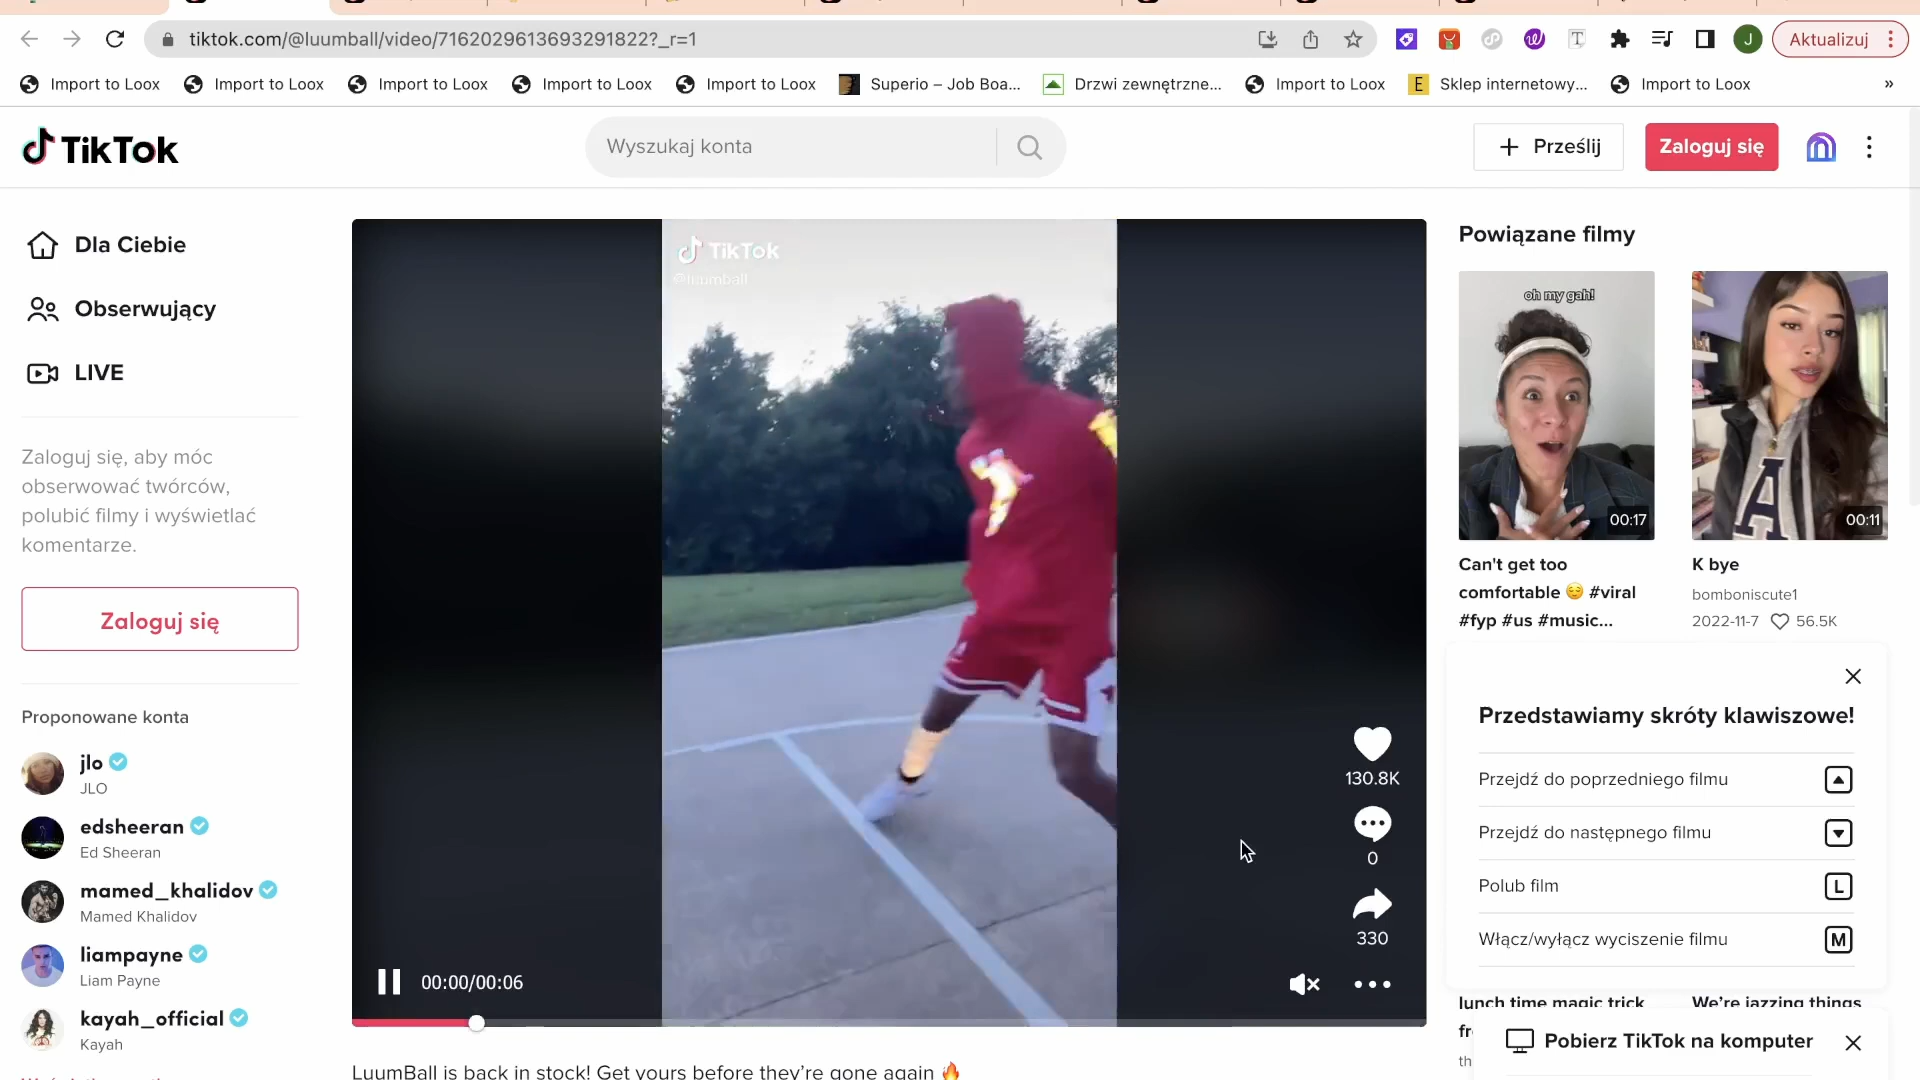 tiktok.com/@luumball/video/7162029613693291822?_r=1
Aktualizuj
Import to Loox
Import to Loox
Import to Loox
Import to Loox
Import to Loox
Superio – Job Boa...
Drzwi zewnętrzne...
Import to Loox
E Sklep internetowy...
Import to Loox
»
TikTok
Wyszukaj konta
Prześlij
Zaloguj się
Dla Ciebie
Obserwujący
LIVE
Zaloguj się, aby móc
obserwować twórców,
polubić filmy i wyświetlać
komentarze.
Zaloguj się
Proponowane konta
jlo
JLO
edsheeran
Ed Sheeran
mamed_khalidov
Mamed Khalidov
liampayne
Liam Payne
kayah_official
Kayah
TikTok
@luumball
130.8K
0
330
00:00/00:06
LuumBall is back in stock! Get yours before they're gone again 🔥
Powiązane filmy
oh my gah!
00:17
Can't get too
comfortable 😌 #viral
#fyp #us #music...
A
00:11
K bye
bomboniscute1
2022-11-7 56.5K
Przedstawiamy skróty klawiszowe!
Przejdź do poprzedniego filmu
Przejdź do następnego filmu
Polub film L
Włącz/wyłącz wyciszenie filmu M
lunch time magic trick
We're jazzing things
Pobierz TikTok na komputer